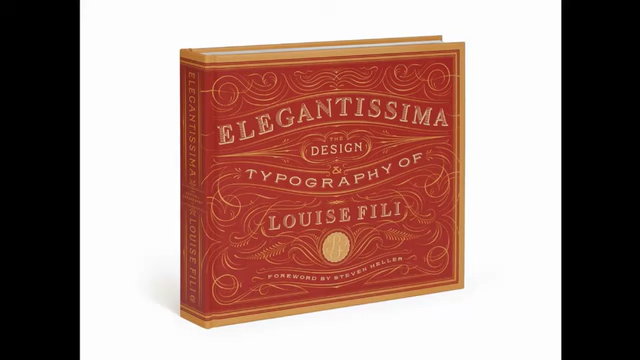 ELEGANTISSIMA
THE
DESIGN
&
TYPOGRAPHY OF
LOUISE FILI
FOREWORD BY STEVEN HELLER
ELEGANTISSIMA
LOUISE FILI